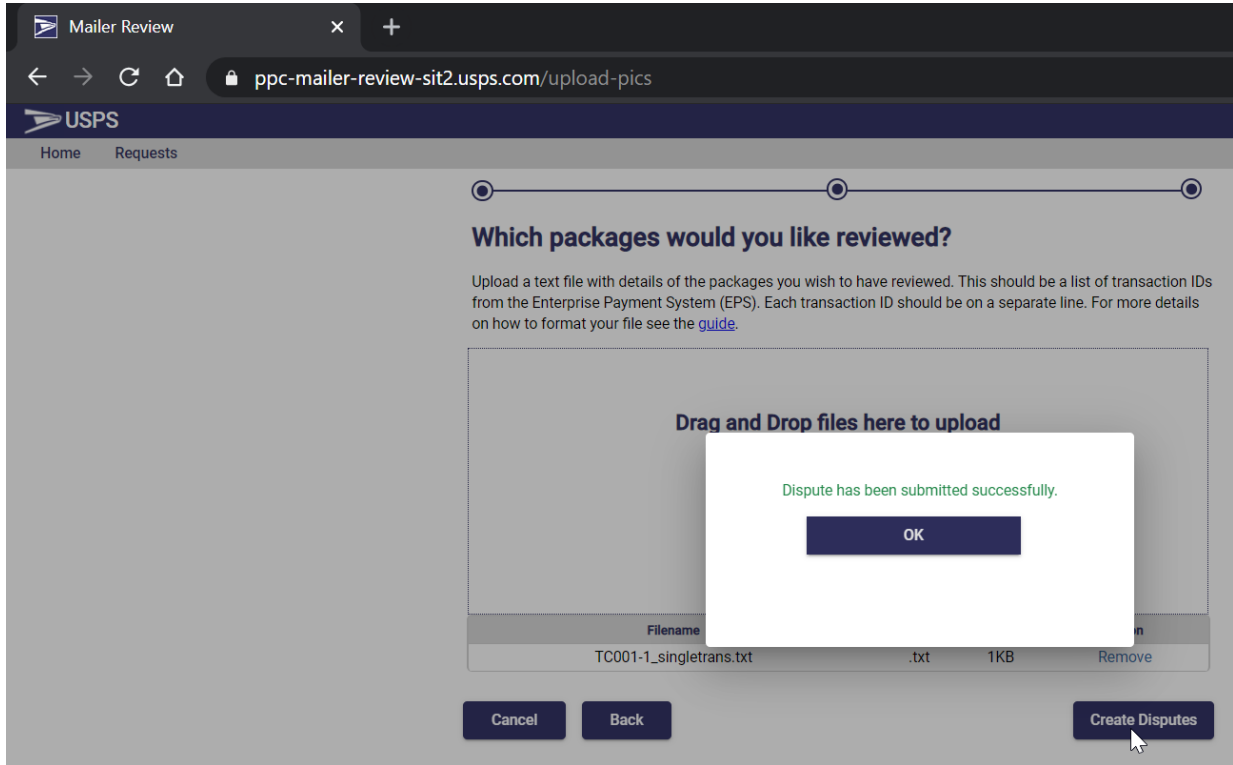 Mailer Review
ppc-mailer-review-sit2.usps.com/upload-pics
USPS
Home Requests
Which packages would you like reviewed?
Upload a text file with details of the packages you wish to have reviewed. This should be a list of transaction IDs
from the Enterprise Payment System (EPS). Each transaction ID should be on a separate line. For more details
on how to format your file see the guide.
Drag and Drop files here to upload
Dispute has been submitted successfully.
OK
Filename
TC001-1_singletrans.txt .txt 1KB Remove
Cancel Back Create Disputes